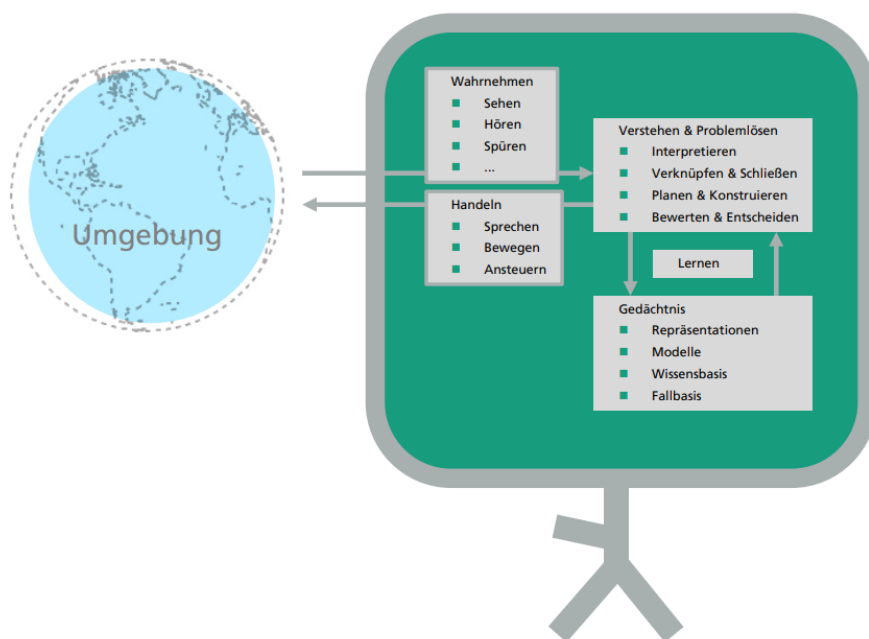 Umgebung
Wahrnehmen
Sehen
Hören
Spüren
...
Handeln
Sprechen
Bewegen
Ansteuern
Verstehen & Problemlösen
Interpretieren
Verknüpfen & Schließen
Planen & Konstruieren
Bewerten & Entscheiden
Lernen
Gedächtnis
Repräsentationen
Modelle
Wissensbasis
Fallbasis